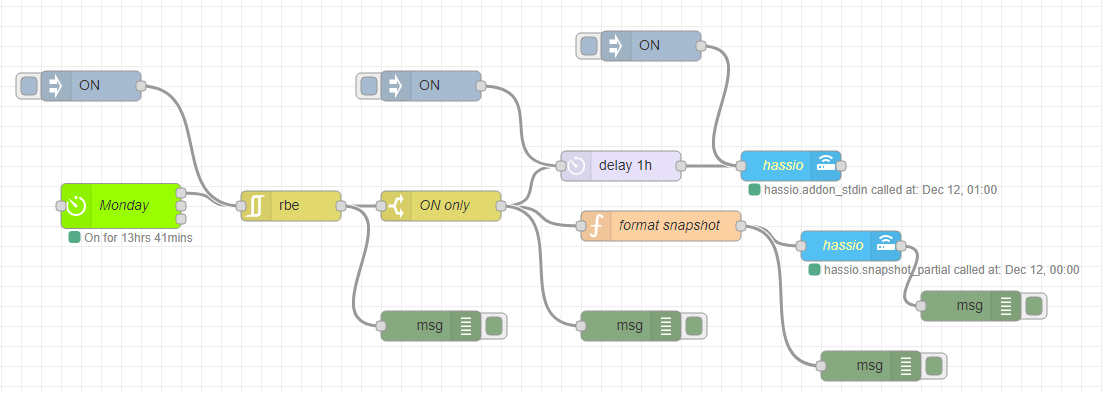 ON
ON
ON
delay 1h
hassio
hassio.addon_stdin called at: Dec 12, 01:00
Monday
rbe
ON only
format snapshot
On for 13hrs 41mins
hassio
hassio.snapshot_partial called at: Dec 12, 00:00
msg
msg
msg
msg